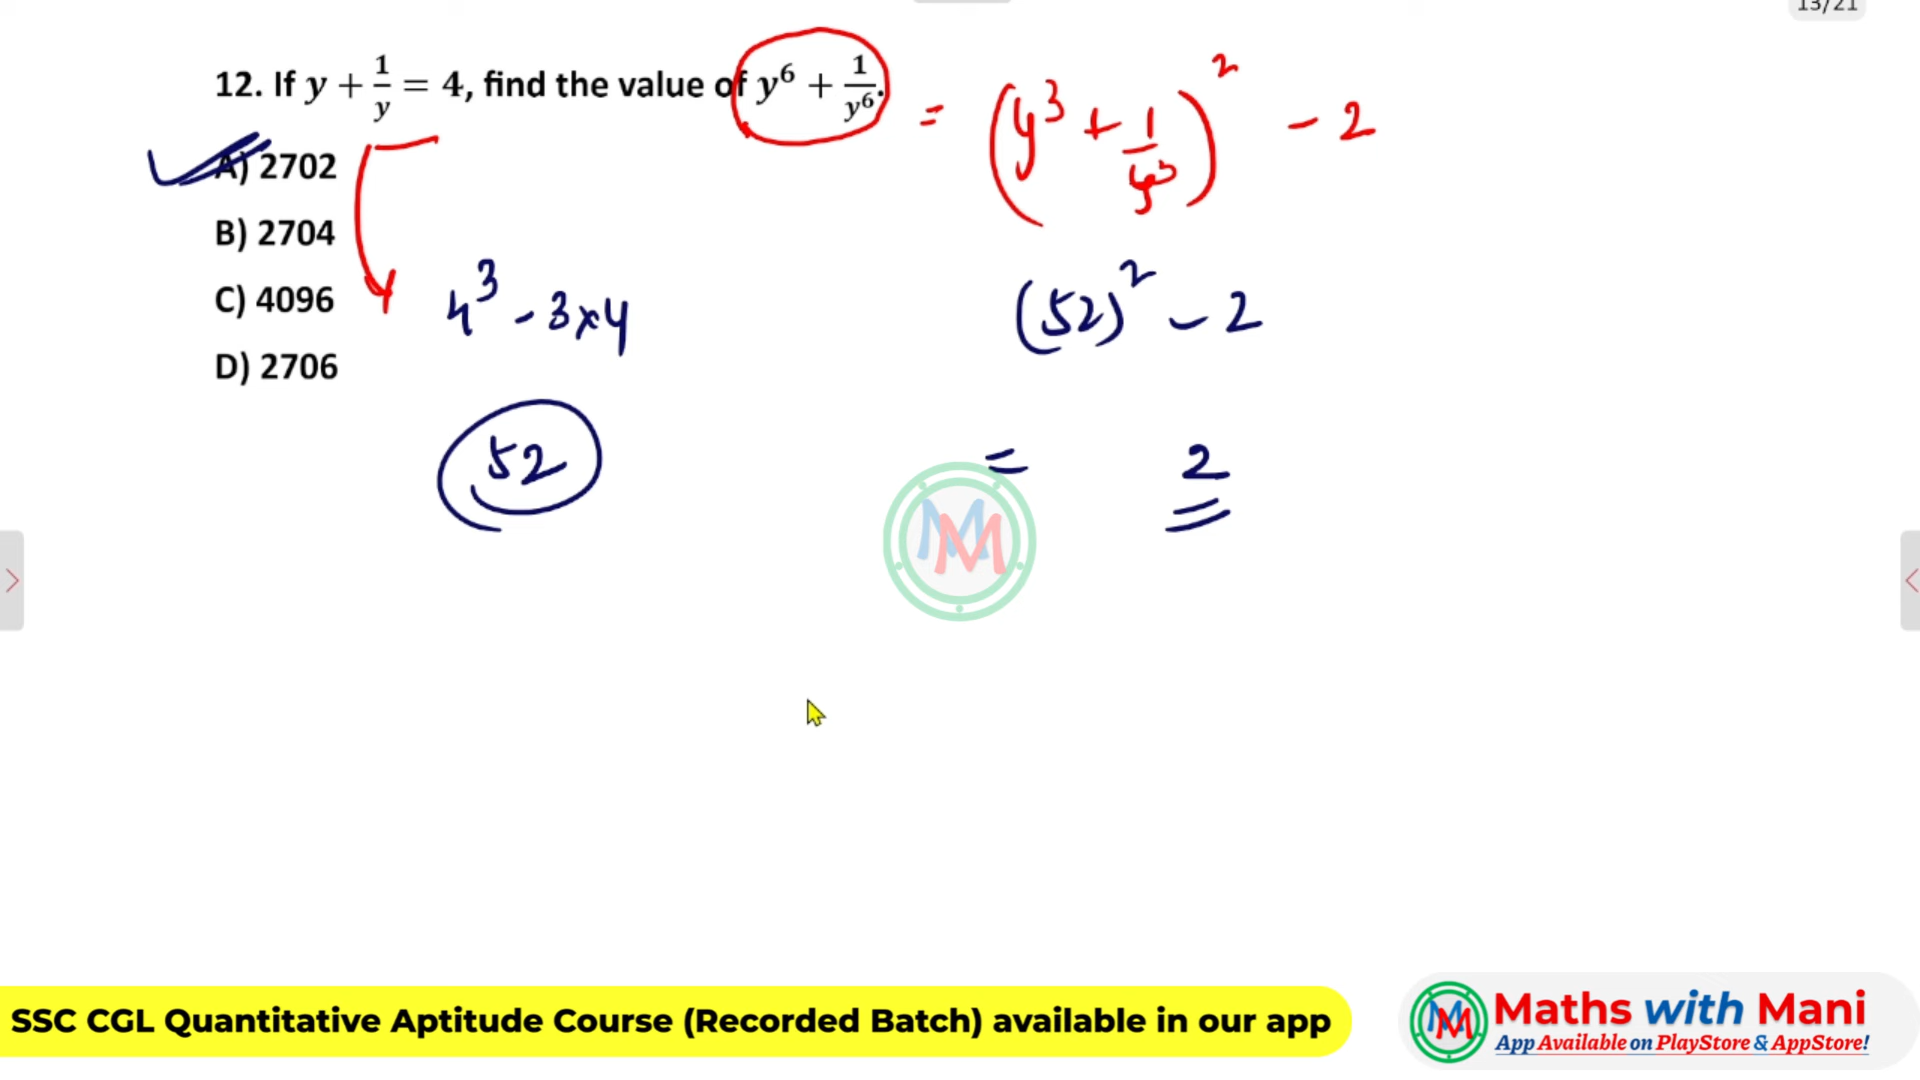 13/21
12. If y + 1/y = 4, find the value of y⁶ + 1/y⁶. = (y³ + 1/y³)² - 2
A) 2702
B) 2704
C) 4096
D) 2706
4³ - 3×4
(52)² - 2
52
= 2
MM
SSC CGL Quantitative Aptitude Course (Recorded Batch) available in our app
MM Maths with Mani
App Available on PlayStore & AppStore!